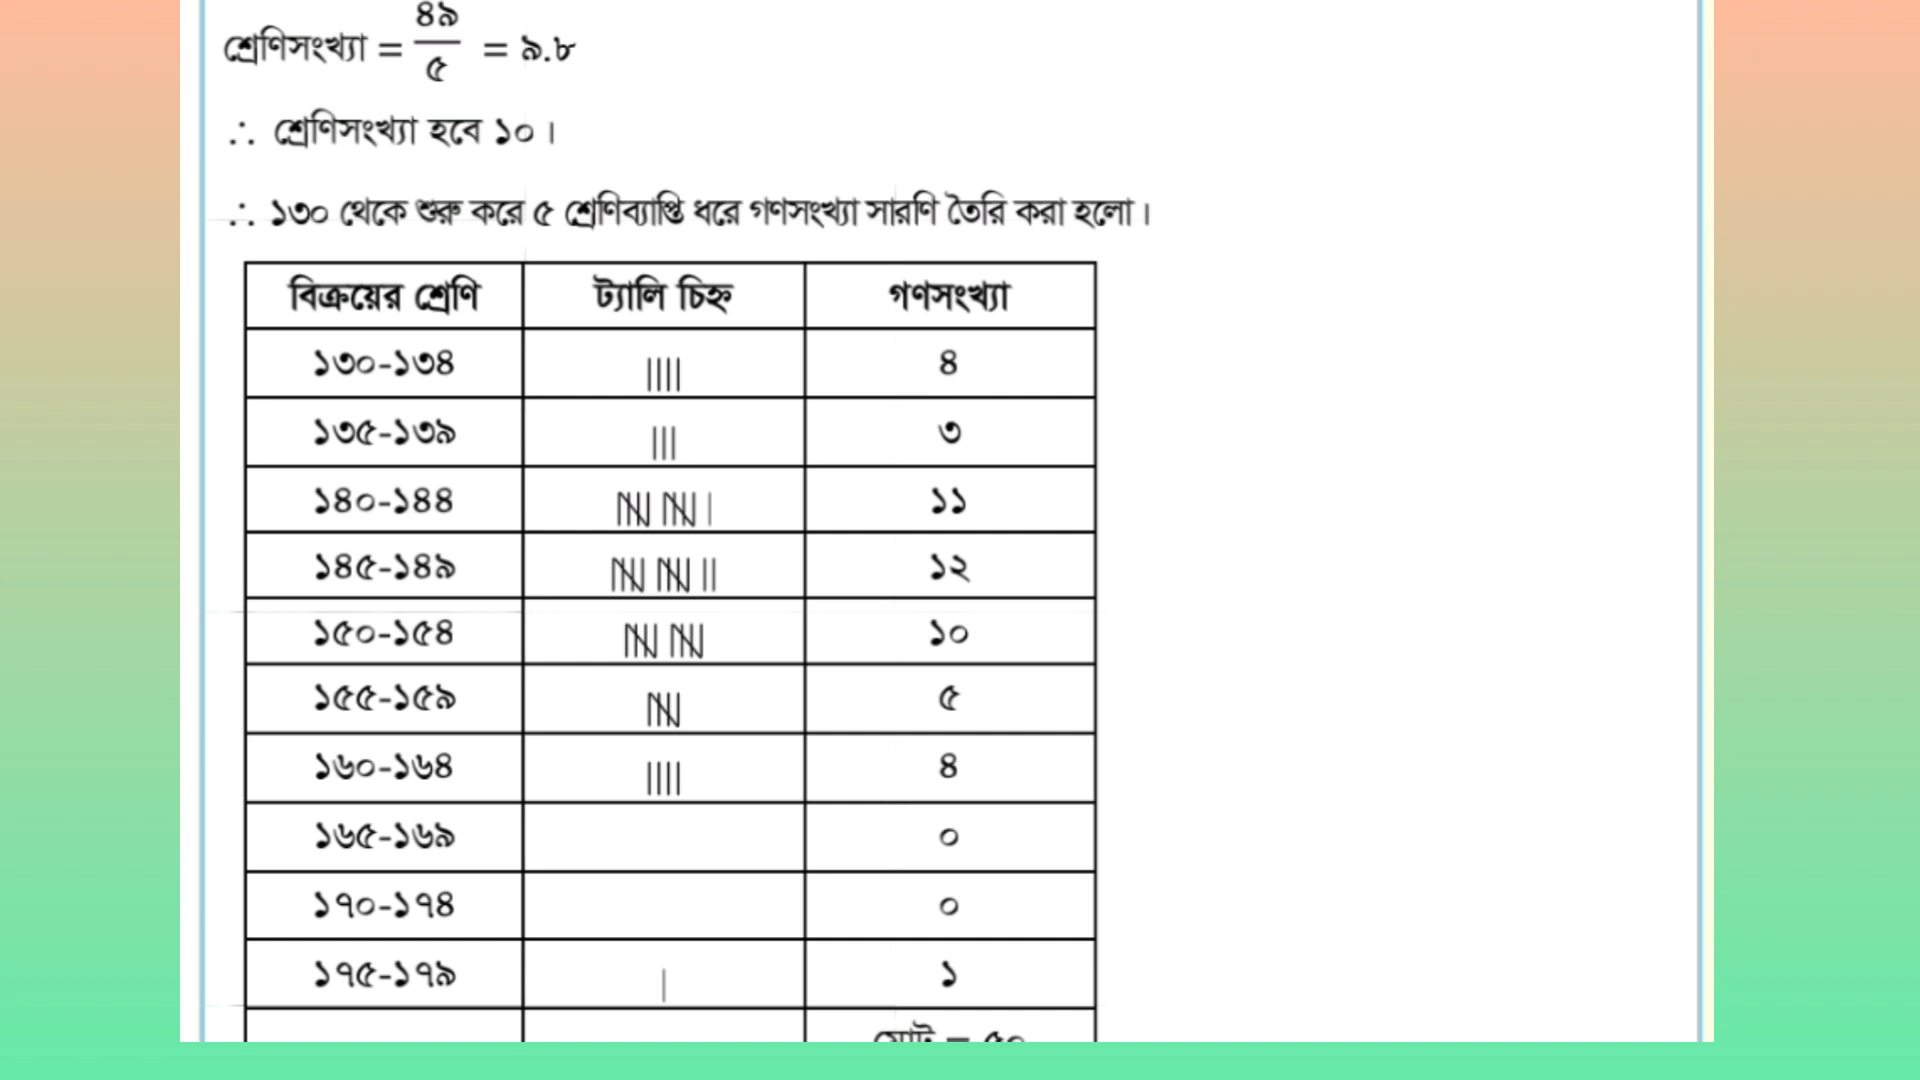 শ্রেণিসংখ্যা = ৪৯/৫ = ৯.৮
∴ শ্রেণিসংখ্যা হবে ১০।
∴ ১৩০ থেকে শুরু করে ৫ শ্রেণিব্যাপ্তি ধরে গণসংখ্যা সারণি তৈরি করা হলো।
বিক্রয়ের শ্রেণি ট্যালি চিহ্ন গণসংখ্যা
১৩০-১৩৪ |||| ৪
১৩৫-১৩৯ ||| ৩
১৪০-১৪৪ 𝍸 𝍸 | ১১
১৪৫-১৪৯ 𝍸 𝍸 || ১২
১৫০-১৫৪ 𝍸 𝍸 ১০
১৫৫-১৫৯ 𝍸 ৫
১৬০-১৬৪ |||| ৪
১৬৫-১৬৯ ০
১৭০-১৭৪ ০
১৭৫-১৭৯ | ১
মোট = ৫০